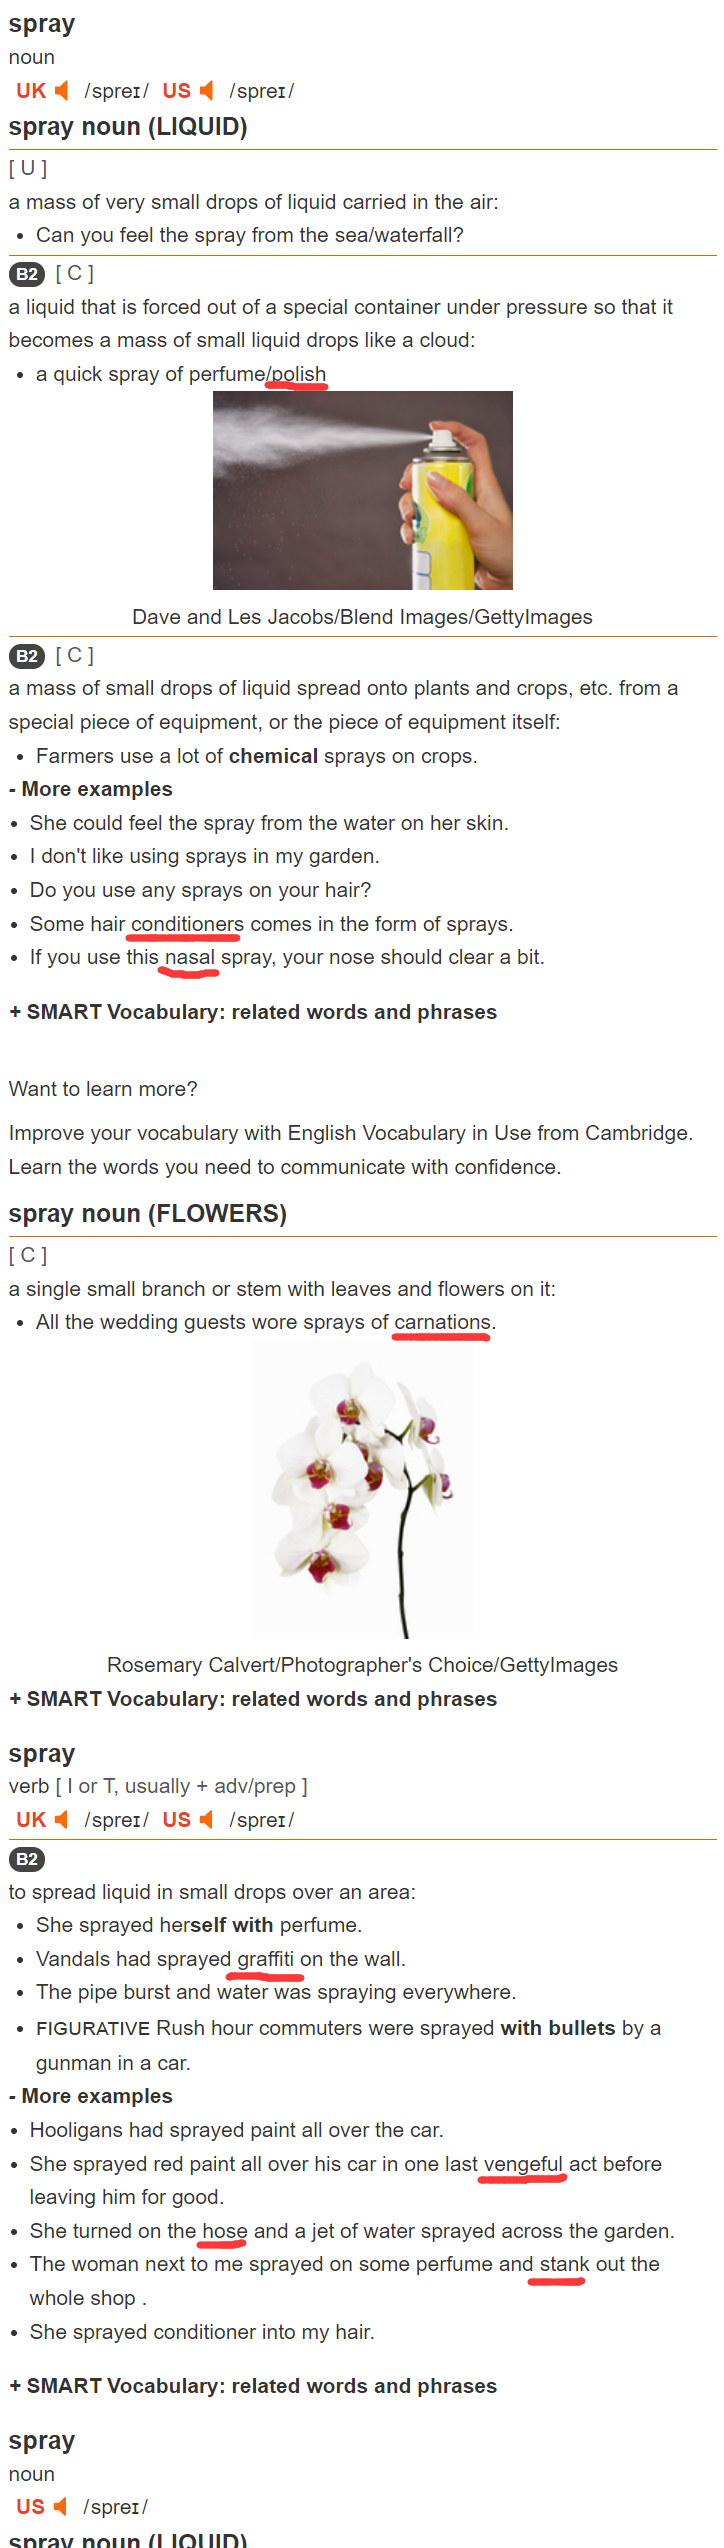 spray
noun
UK /spreɪ/ US /spreɪ/
spray noun (LIQUID)
[ U ]
a mass of very small drops of liquid carried in the air:
• Can you feel the spray from the sea/waterfall?
B2 [ C ]
a liquid that is forced out of a special container under pressure so that it
becomes a mass of small liquid drops like a cloud:
• a quick spray of perfume/polish
Dave and Les Jacobs/Blend Images/GettyImages
B2 [ C ]
a mass of small drops of liquid spread onto plants and crops, etc. from a
special piece of equipment, or the piece of equipment itself:
• Farmers use a lot of chemical sprays on crops.
- More examples
• She could feel the spray from the water on her skin.
• I don't like using sprays in my garden.
• Do you use any sprays on your hair?
• Some hair conditioners comes in the form of sprays.
• If you use this nasal spray, your nose should clear a bit.
+ SMART Vocabulary: related words and phrases
Want to learn more?
Improve your vocabulary with English Vocabulary in Use from Cambridge.
Learn the words you need to communicate with confidence.
spray noun (FLOWERS)
[ C ]
a single small branch or stem with leaves and flowers on it:
• All the wedding guests wore sprays of carnations.
Rosemary Calvert/Photographer's Choice/GettyImages
+ SMART Vocabulary: related words and phrases
spray
verb [ I or T, usually + adv/prep ]
UK /spreɪ/ US /spreɪ/
B2
to spread liquid in small drops over an area:
• She sprayed herself with perfume.
• Vandals had sprayed graffiti on the wall.
• The pipe burst and water was spraying everywhere.
• FIGURATIVE Rush hour commuters were sprayed with bullets by a
gunman in a car.
- More examples
• Hooligans had sprayed paint all over the car.
• She sprayed red paint all over his car in one last vengeful act before
leaving him for good.
• She turned on the hose and a jet of water sprayed across the garden.
• The woman next to me sprayed on some perfume and stank out the
whole shop .
• She sprayed conditioner into my hair.
+ SMART Vocabulary: related words and phrases
spray
noun
US /spreɪ/
spray noun (LIQUID)